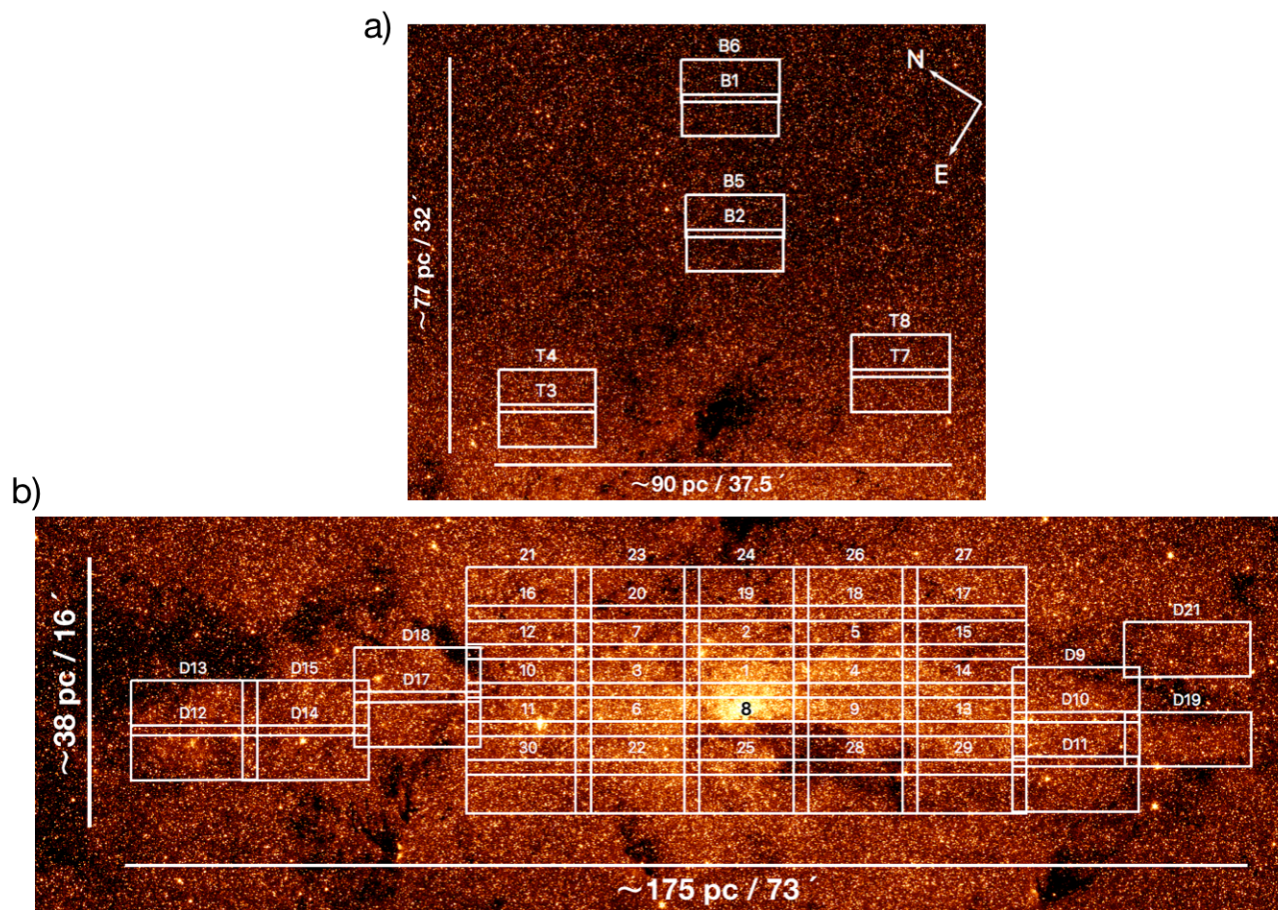 a)
B6
N
B1
E
B5
B2
~77 pc / 32´
T8
T4
T7
T3
~90 pc / 37.5´
b)
21 23 24 26 27
16 20 19 18 17
D21
12 7 2 5 15
D18
D13 D15 10 3 1 4 14 D9
D17
D12 D14 11 6 8 9 13 D10 D19
30 22 25 28 29 D11
~38 pc / 16´
~175 pc / 73´